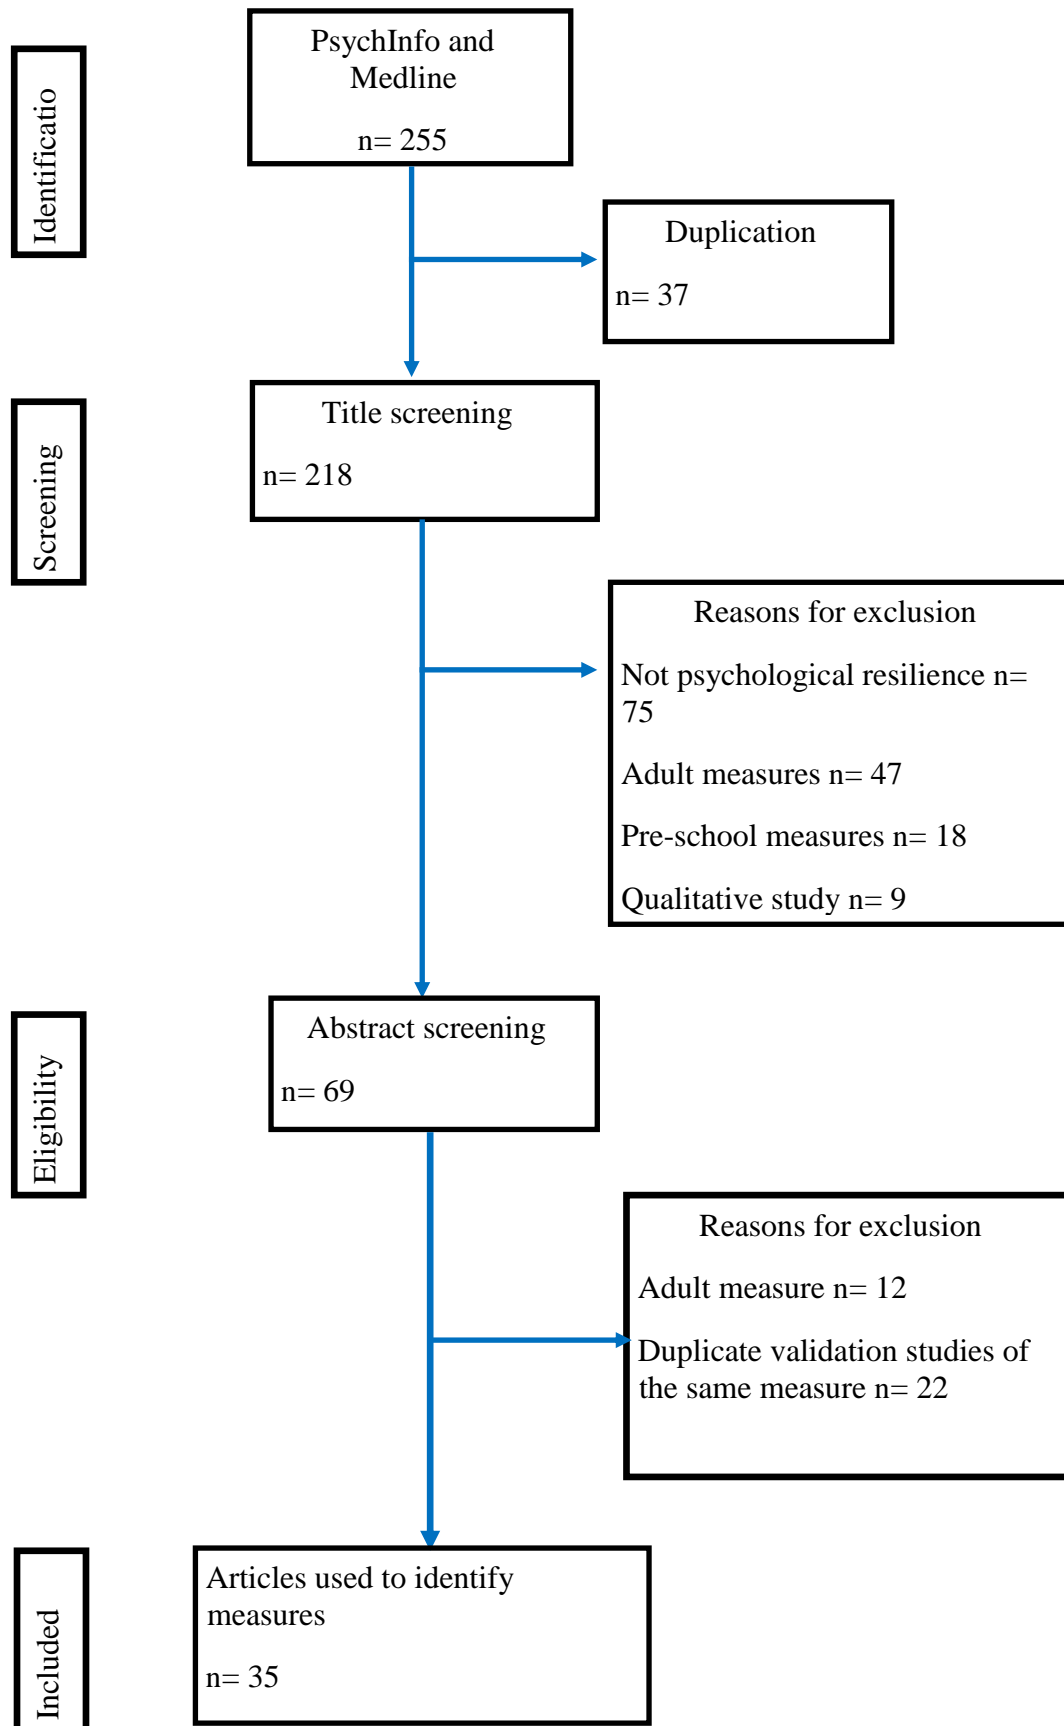 Identificatio
PsychInfo and
Medline
n= 255
Duplication
n= 37
Screening
Title screening
n= 218
Reasons for exclusion
Not psychological resilience n=
75
Adult measures n= 47
Pre-school measures n= 18
Qualitative study n= 9
Eligibility
Abstract screening
n= 69
Reasons for exclusion
Adult measure n= 12
Duplicate validation studies of
the same measure n= 22
Included
Articles used to identify
measures
n= 35